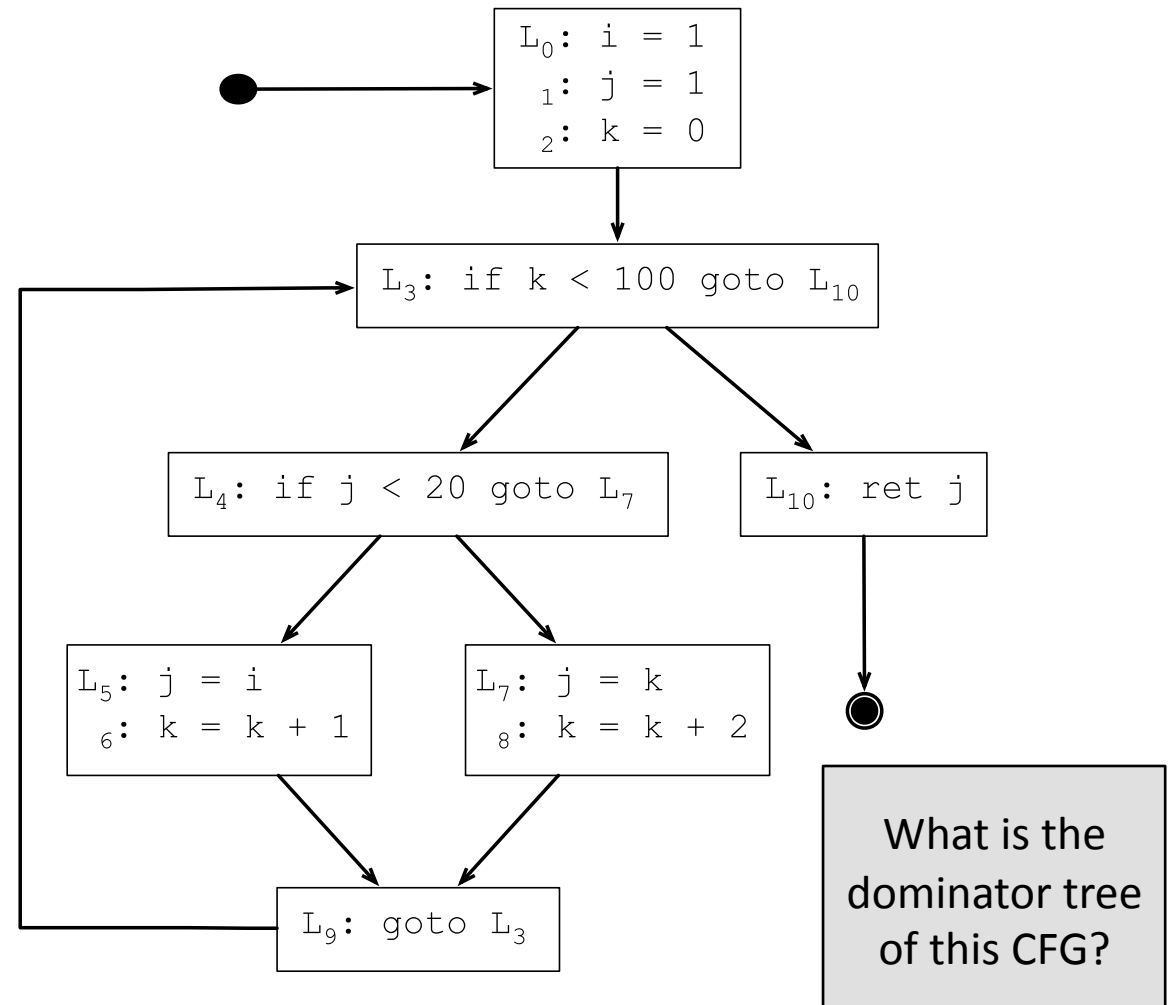 L₀: i = 1
₁: j = 1
₂: k = 0
L₃: if k < 100 goto L₁₀
L₄: if j < 20 goto L₇
L₁₀: ret j
L₅: j = i
₆: k = k + 1
L₇: j = k
₈: k = k + 2
L₉: goto L₃
What is the
dominator tree
of this CFG?